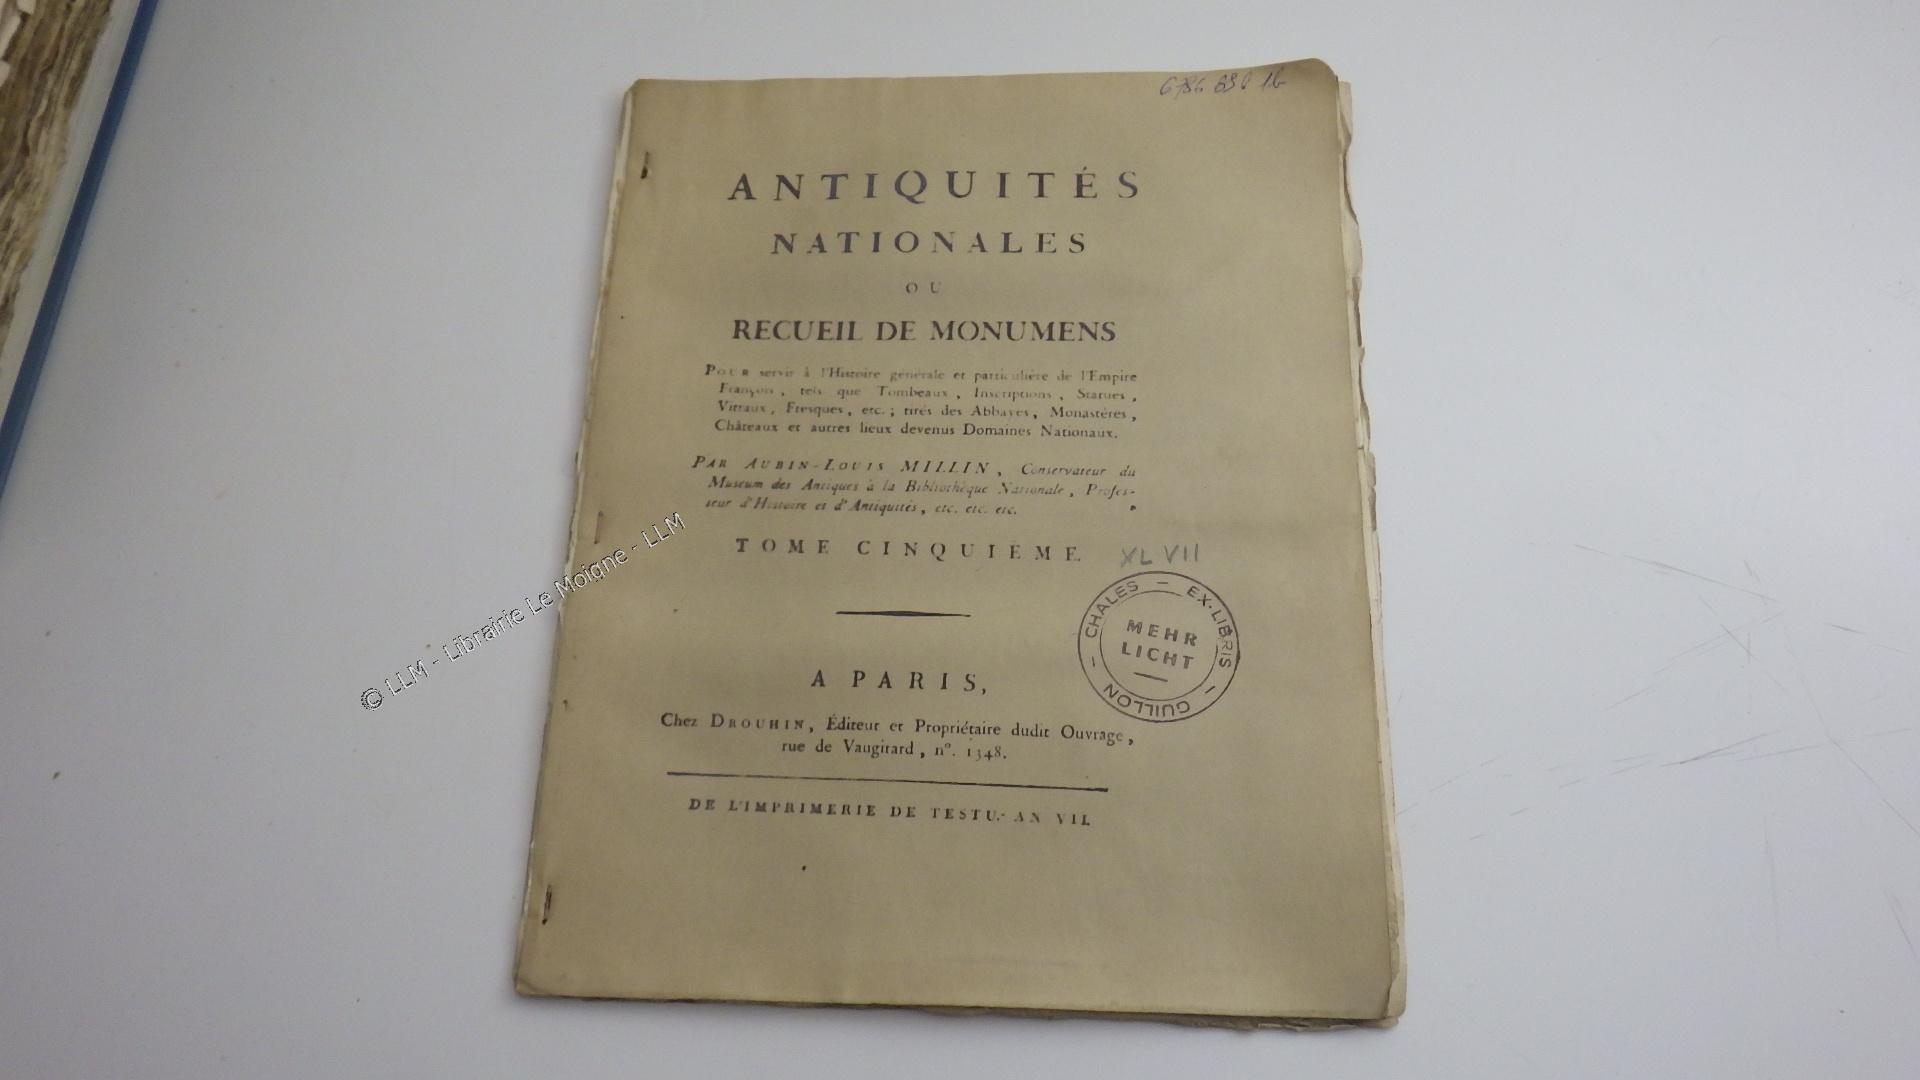 ANTIQUITÉS
NATIONALES
OU
RECUEIL DE MONUMENS
POUR servir à l'Histoire générale et particulière de l'Empire
François, tels que Tombeaux, Inscriptions, Statues,
Vitraux, Fresques, etc.; tirés des Abbayes, Monastères,
Châteaux et autres lieux devenus Domaines Nationaux.
PAR AUBIN-LOUIS MILLIN, Conservateur du
Museum des Antiques à la Bibliothèque Nationale, Profes-
seur d'Histoire et d'Antiquités, etc. etc. etc.
TOME CINQUIÈME
XLVII
CHALES - EX-LIBRIS - GUILLON -
MEHR
LICHT
A PARIS,
Chez DROUHIN, Éditeur et Propriétaire dudit Ouvrage,
rue de Vaugirard, n°. 1348.
DE L'IMPRIMERIE DE TESTU.- AN VII.
© LLM - Librairie Le Moigne - LLM